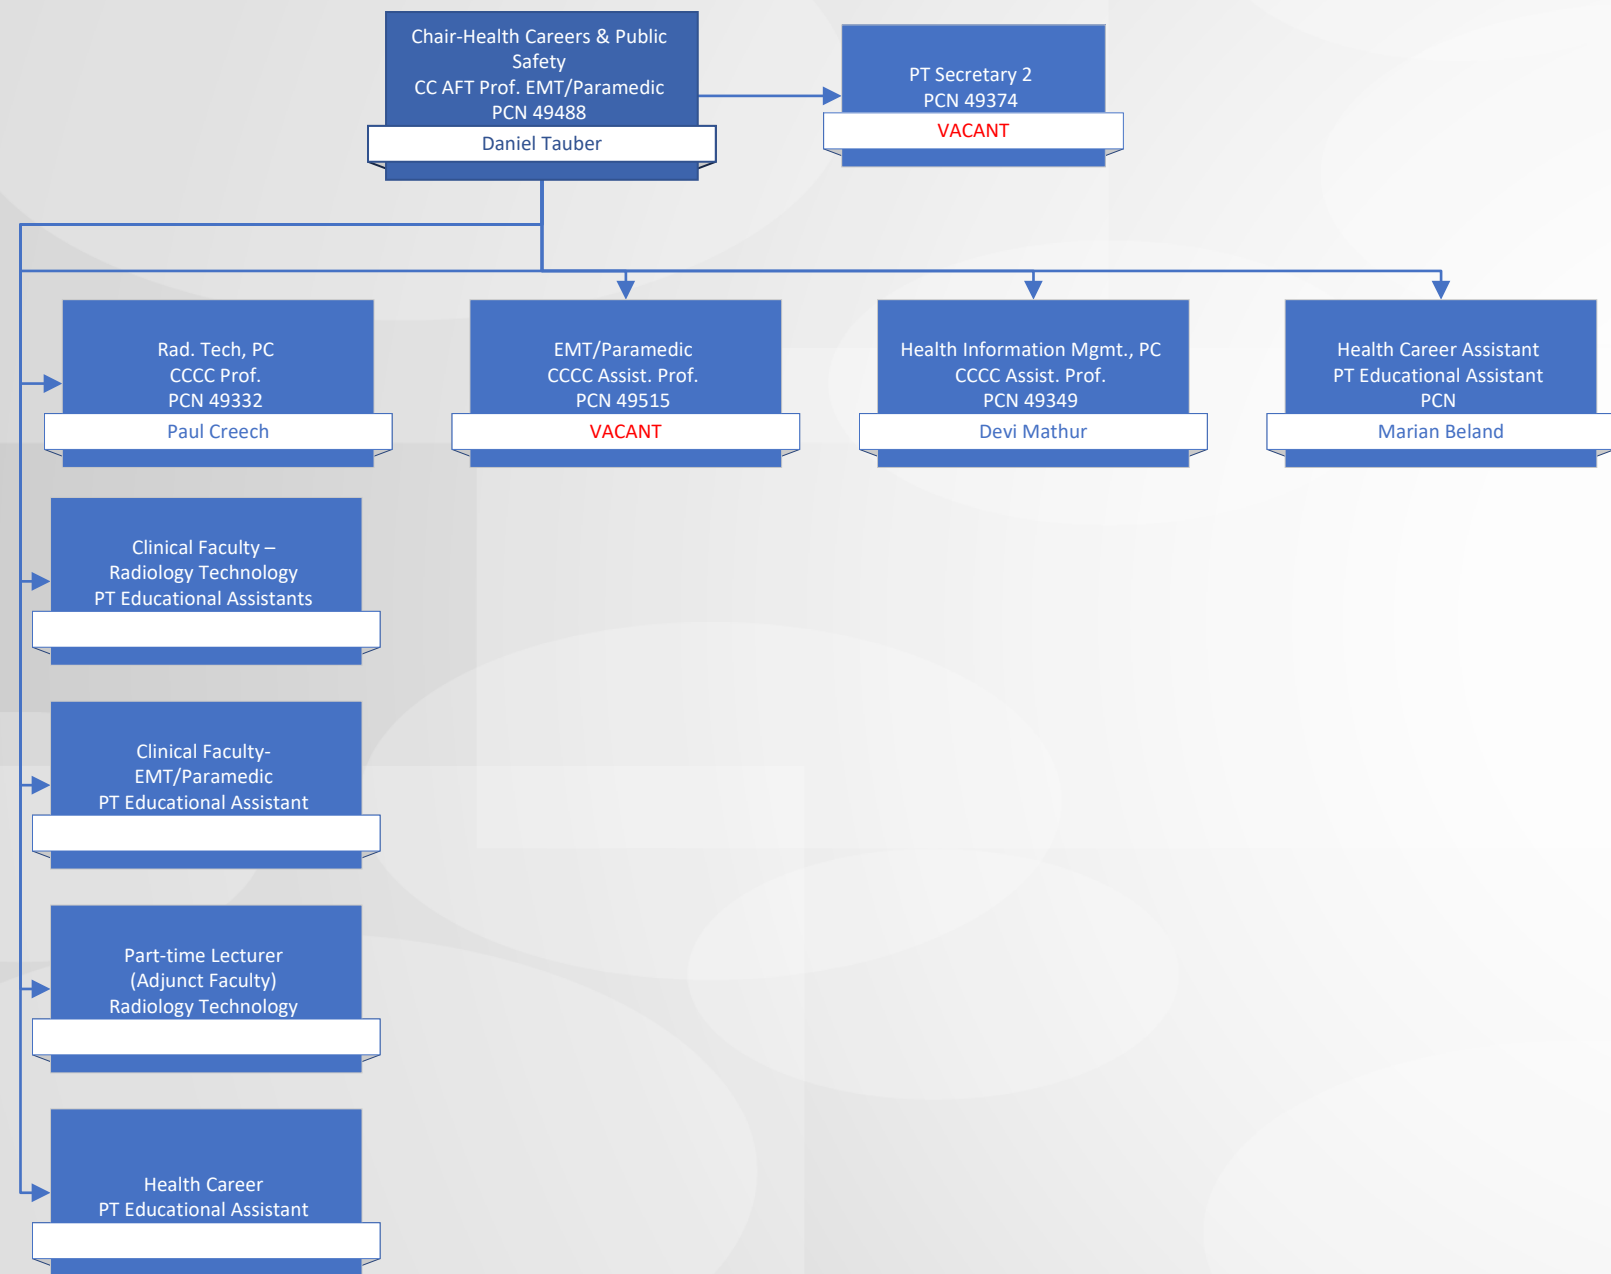 Chair-Health Careers & Public
Safety
CC AFT Prof. EMT/Paramedic
PCN 49488
Daniel Tauber
PT Secretary 2
PCN 49374
VACANT
Rad. Tech, PC
CCCC Prof.
PCN 49332
Paul Creech
EMT/Paramedic
CCCC Assist. Prof.
PCN 49515
VACANT
Health Information Mgmt., PC
CCCC Assist. Prof.
PCN 49349
Devi Mathur
Health Career Assistant
PT Educational Assistant
PCN
Marian Beland
Clinical Faculty –
Radiology Technology
PT Educational Assistants
Clinical Faculty-
EMT/Paramedic
PT Educational Assistant
Part-time Lecturer
(Adjunct Faculty)
Radiology Technology
Health Career
PT Educational Assistant